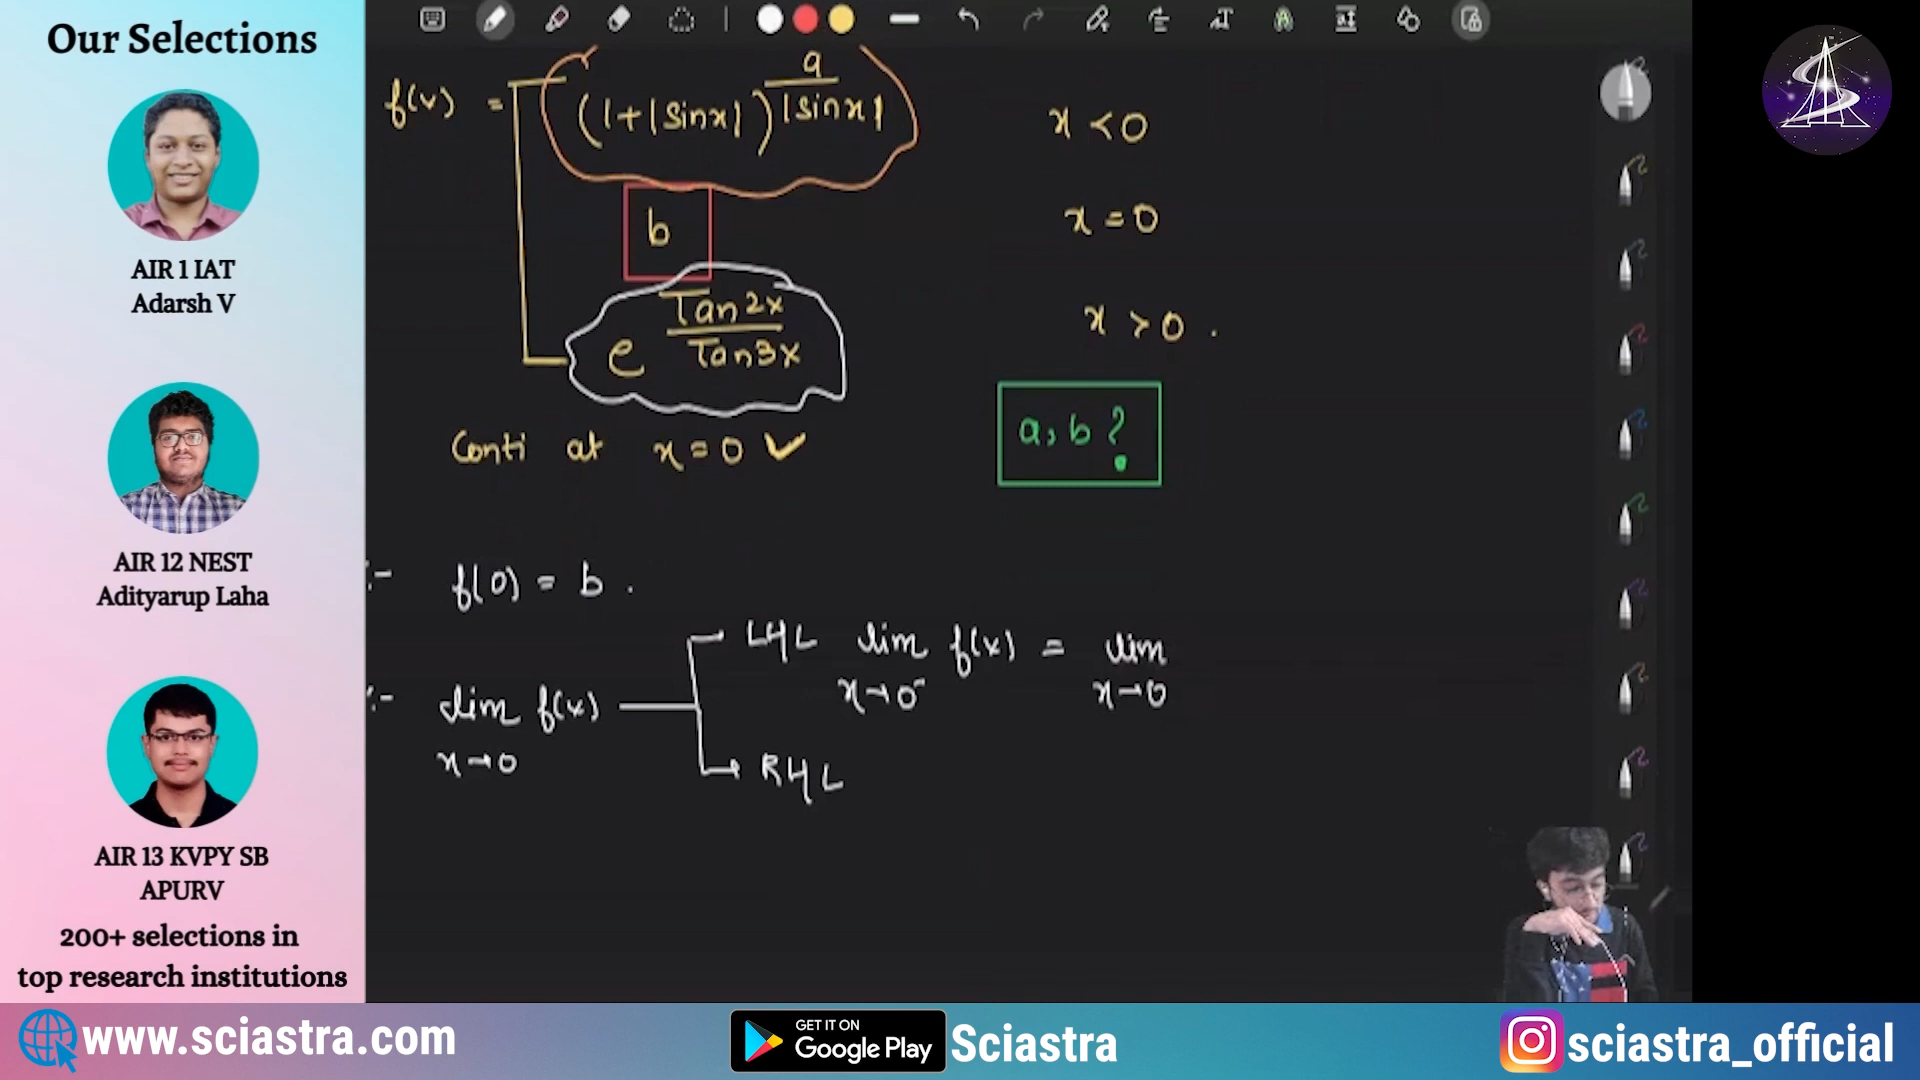 Our Selections
AIR 1 IAT
Adarsh V
AIR 12 NEST
Adityarup Laha
AIR 13 KVPY SB
APURV
200+ selections in
top research institutions
f(x) = (1+|sinx|)^(a/|sinx|) x < 0
b x = 0
e^(Tan2x/Tan3x) x > 0 .
Conti at x = 0 ✓
a, b ?
:- f(0) = b .
:- lim x→0 f(x)
LHL lim x→0⁻ f(x) = lim x→0
RHL
www.sciastra.com
GET IT ON
Google Play
Sciastra
sciastra_official